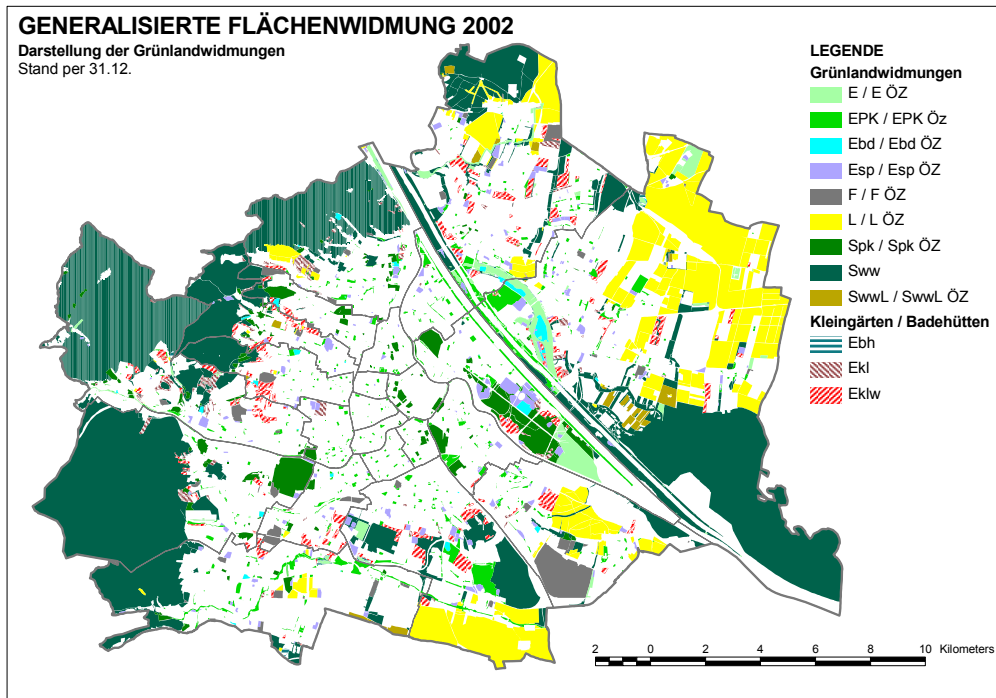 GENERALISIERTE FLÄCHENWIDMUNG 2002
Darstellung der Grünlandwidmungen
Stand per 31.12.
LEGENDE
Grünlandwidmungen
E / E ÖZ
EPK / EPK Öz
Ebd / Ebd ÖZ
Esp / Esp ÖZ
F / F ÖZ
L / L ÖZ
Spk / Spk ÖZ
Sww
SwwL / SwwL ÖZ
Kleingärten / Badehütten
Ebh
Ekl
Eklw
2 0 2 4 6 8 10 Kilometers